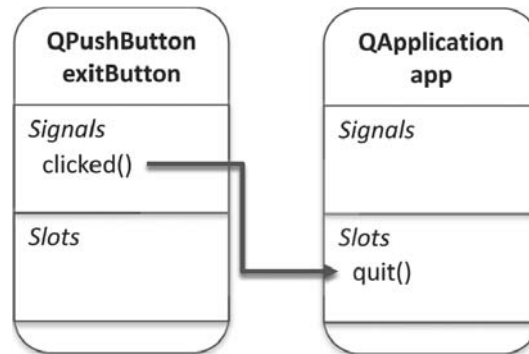 QPushButton
exitButton
Signals
clicked()
Slots
QApplication
app
Signals
Slots
quit()